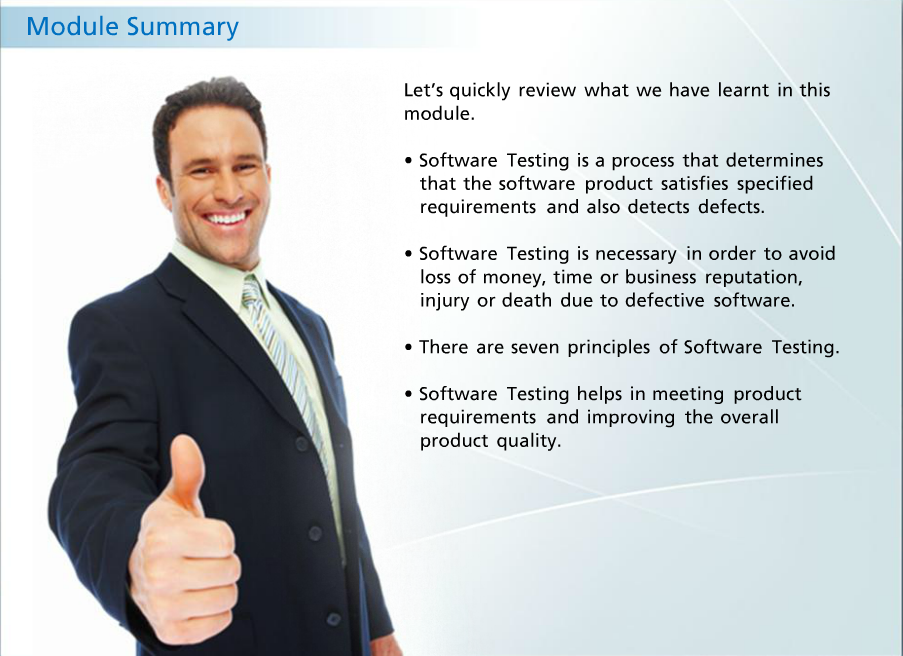 Module Summary
Let's quickly review what we have learnt in this
module.
• Software Testing is a process that determines
that the software product satisfies specified
requirements and also detects defects.
• Software Testing is necessary in order to avoid
loss of money, time or business reputation,
injury or death due to defective software.
• There are seven principles of Software Testing.
• Software Testing helps in meeting product
requirements and improving the overall
product quality.